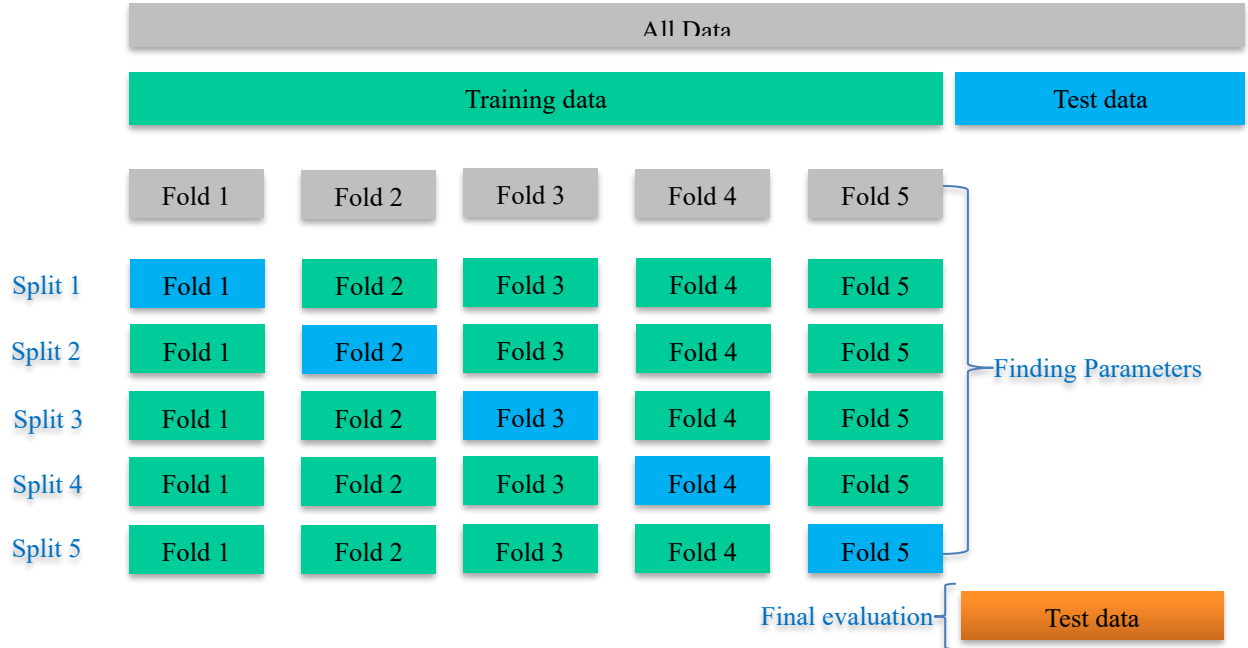 All Data
Training data Test data
Fold 1 Fold 2 Fold 3 Fold 4 Fold 5
Split 1 Fold 1 Fold 2 Fold 3 Fold 4 Fold 5
Split 2 Fold 1 Fold 2 Fold 3 Fold 4 Fold 5
Finding Parameters
Split 3 Fold 1 Fold 2 Fold 3 Fold 4 Fold 5
Split 4 Fold 1 Fold 2 Fold 3 Fold 4 Fold 5
Split 5 Fold 1 Fold 2 Fold 3 Fold 4 Fold 5
Final evaluation Test data